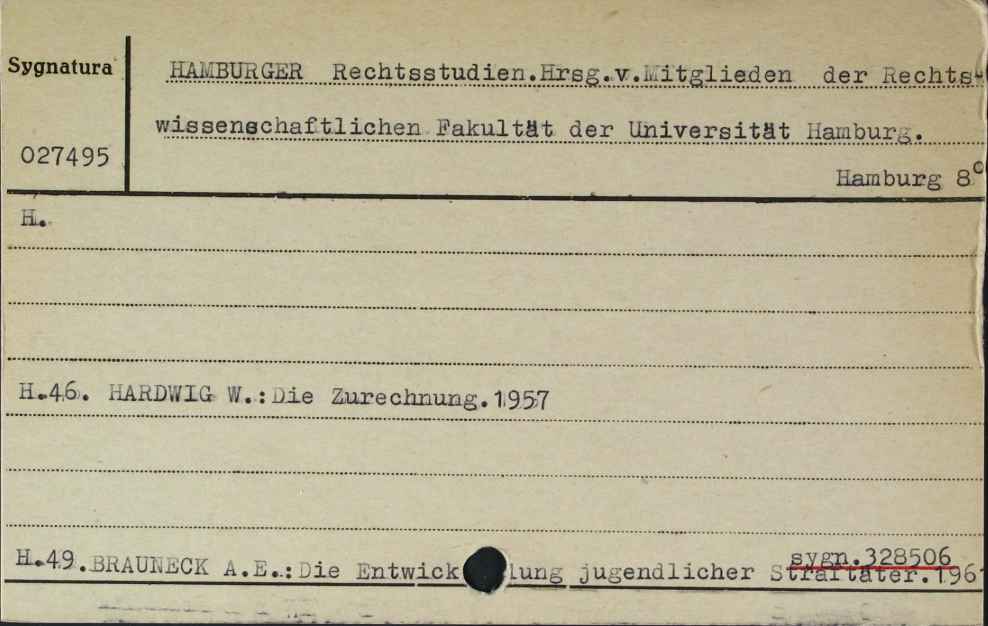 Sygnatura
027495
HAMBURGER Rechtsstudien.Hrsg.v.Mitglieden der Rechts-
wissenschaftlichen Fakultät der Universität Hamburg.
Hamburg 8°
H.
H.46. HARDWIG W.:Die Zurechnung.1957
sygn.328506
H.49.BRAUNECK A.E.:Die Entwick lung jugendlicher Straftäter.1961